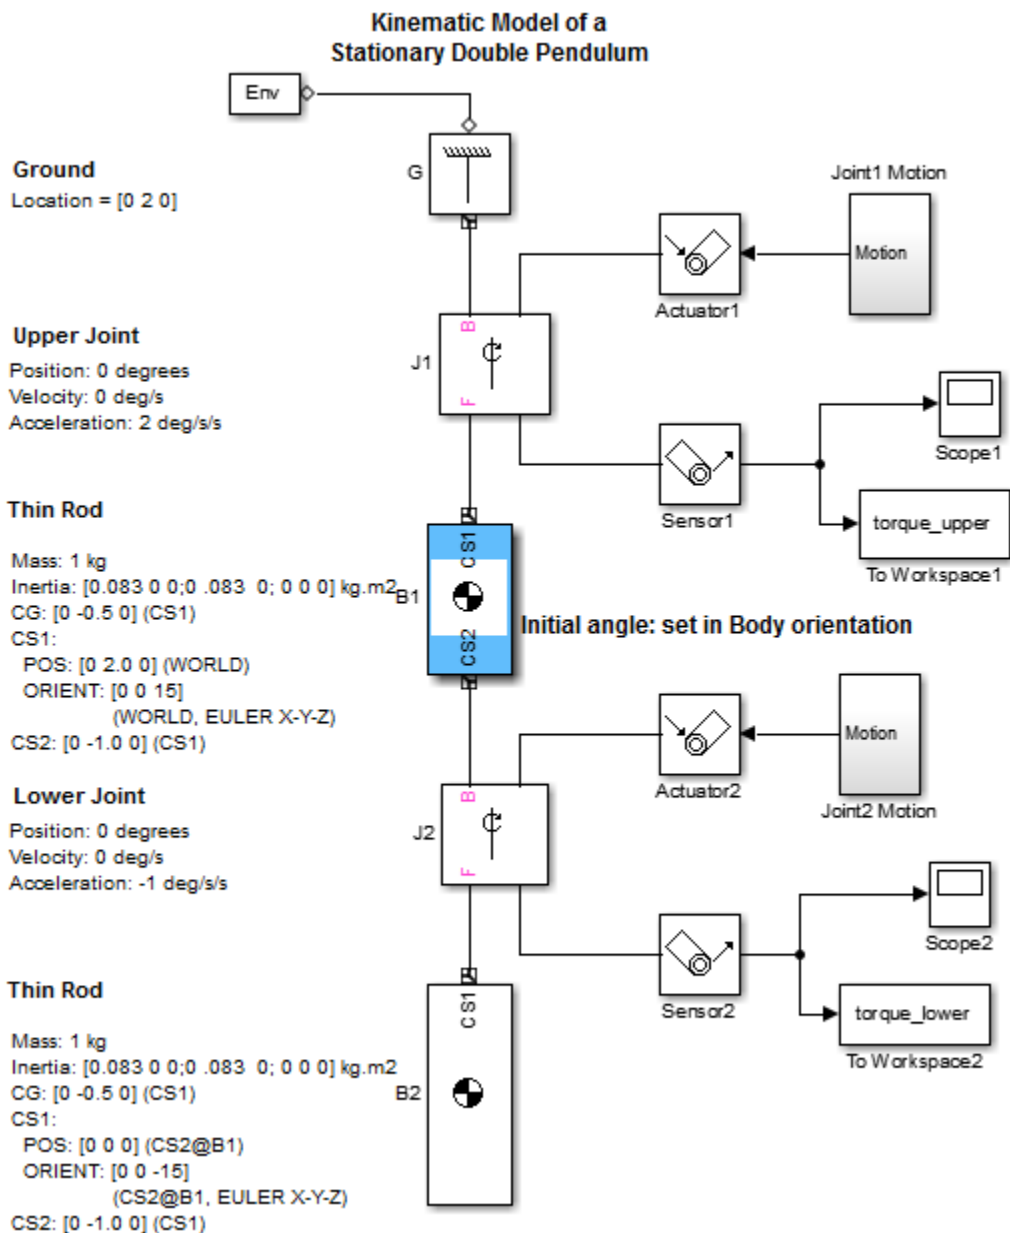 Kinematic Model of a
Stationary Double Pendulum
Env
Ground
Location = [0 2 0]
G
Joint1 Motion
Motion
Actuator1
Upper Joint
Position: 0 degrees
Velocity: 0 deg/s
Acceleration: 2 deg/s/s
B
J1
F
Sensor1
Scope1
torque_upper
To Workspace1
Thin Rod
Mass: 1 kg
Inertia: [0.083 0 0;0 .083  0; 0 0 0] kg.m2
CG: [0 -0.5 0] (CS1)
CS1:
POS: [0 2.0 0] (WORLD)
ORIENT: [0 0 15]
(WORLD, EULER X-Y-Z)
CS2: [0 -1.0 0] (CS1)
CS1
B1
CS2
Initial angle: set in Body orientation
Motion
Joint2 Motion
Actuator2
Lower Joint
Position: 0 degrees
Velocity: 0 deg/s
Acceleration: -1 deg/s/s
B
J2
F
Sensor2
Scope2
torque_lower
To Workspace2
Thin Rod
Mass: 1 kg
Inertia: [0.083 0 0;0 .083  0; 0 0 0] kg.m2
CG: [0 -0.5 0] (CS1)
CS1:
POS: [0 0 0] (CS2@B1)
ORIENT: [0 0 -15]
(CS2@B1, EULER X-Y-Z)
CS2: [0 -1.0 0] (CS1)
CS1
B2